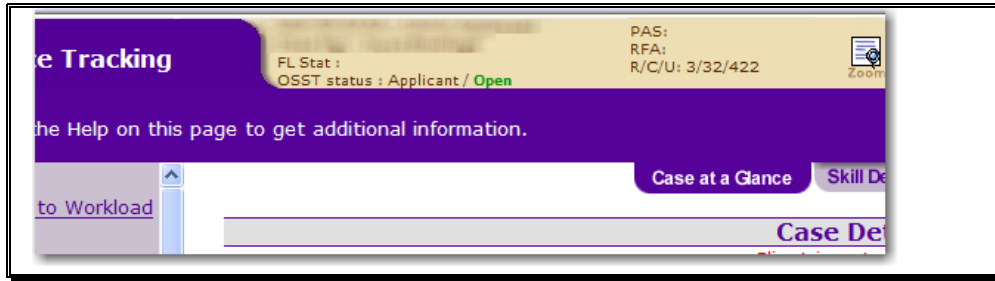 e Tracking
FL Stat :
OSST status : Applicant / Open
PAS:
RFA:
R/C/U: 3/32/422
Zoom
the Help on this page to get additional information.
Case at a Glance
Skill De
to Workload
Case Det